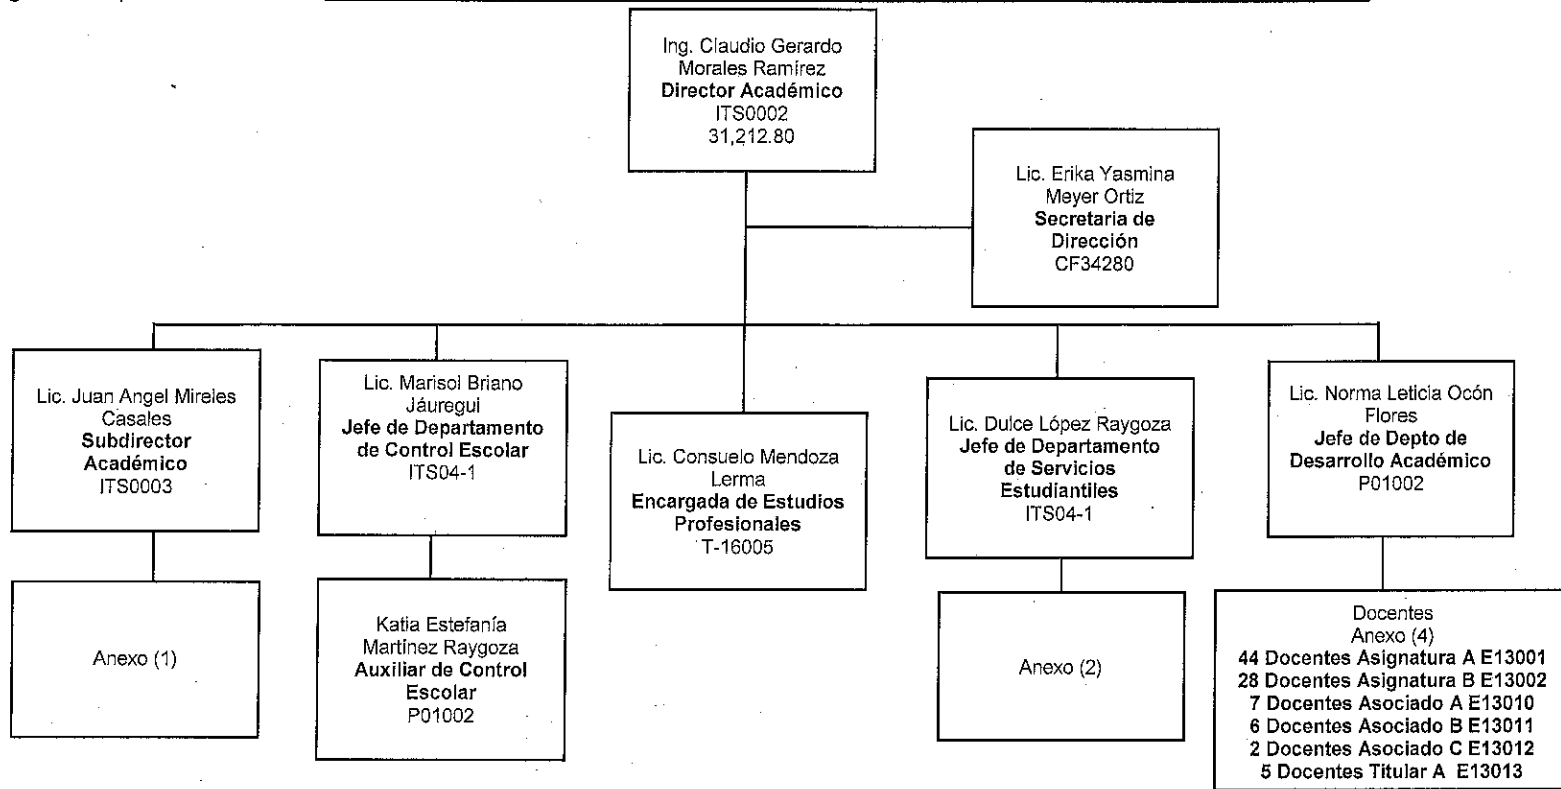 Ing. Claudio Gerardo
Morales Ramírez
Director Académico
ITS0002
31,212.80
Lic. Erika Yasmina
Meyer Ortiz
Secretaria de
Dirección
CF34280
Lic. Juan Angel Mireles
Casales
Subdirector
Académico
ITS0003
Lic. Marisol Briano
Jáuregui
Jefe de Departamento
de Control Escolar
ITS04-1
Lic. Consuelo Mendoza
Lerma
Encargada de Estudios
Profesionales
T-16005
Lic. Dulce López Raygoza
Jefe de Departamento
de Servicios
Estudiantiles
ITS04-1
Lic. Norma Leticia Ocón
Flores
Jefe de Depto de
Desarrollo Académico
P01002
Anexo (1)
Katia Estefanía
Martínez Raygoza
Auxiliar de Control
Escolar
P01002
Anexo (2)
Docentes
Anexo (4)
44 Docentes Asignatura A E13001
28 Docentes Asignatura B E13002
7 Docentes Asociado A E13010
6 Docentes Asociado B E13011
2 Docentes Asociado C E13012
5 Docentes Titular A E13013